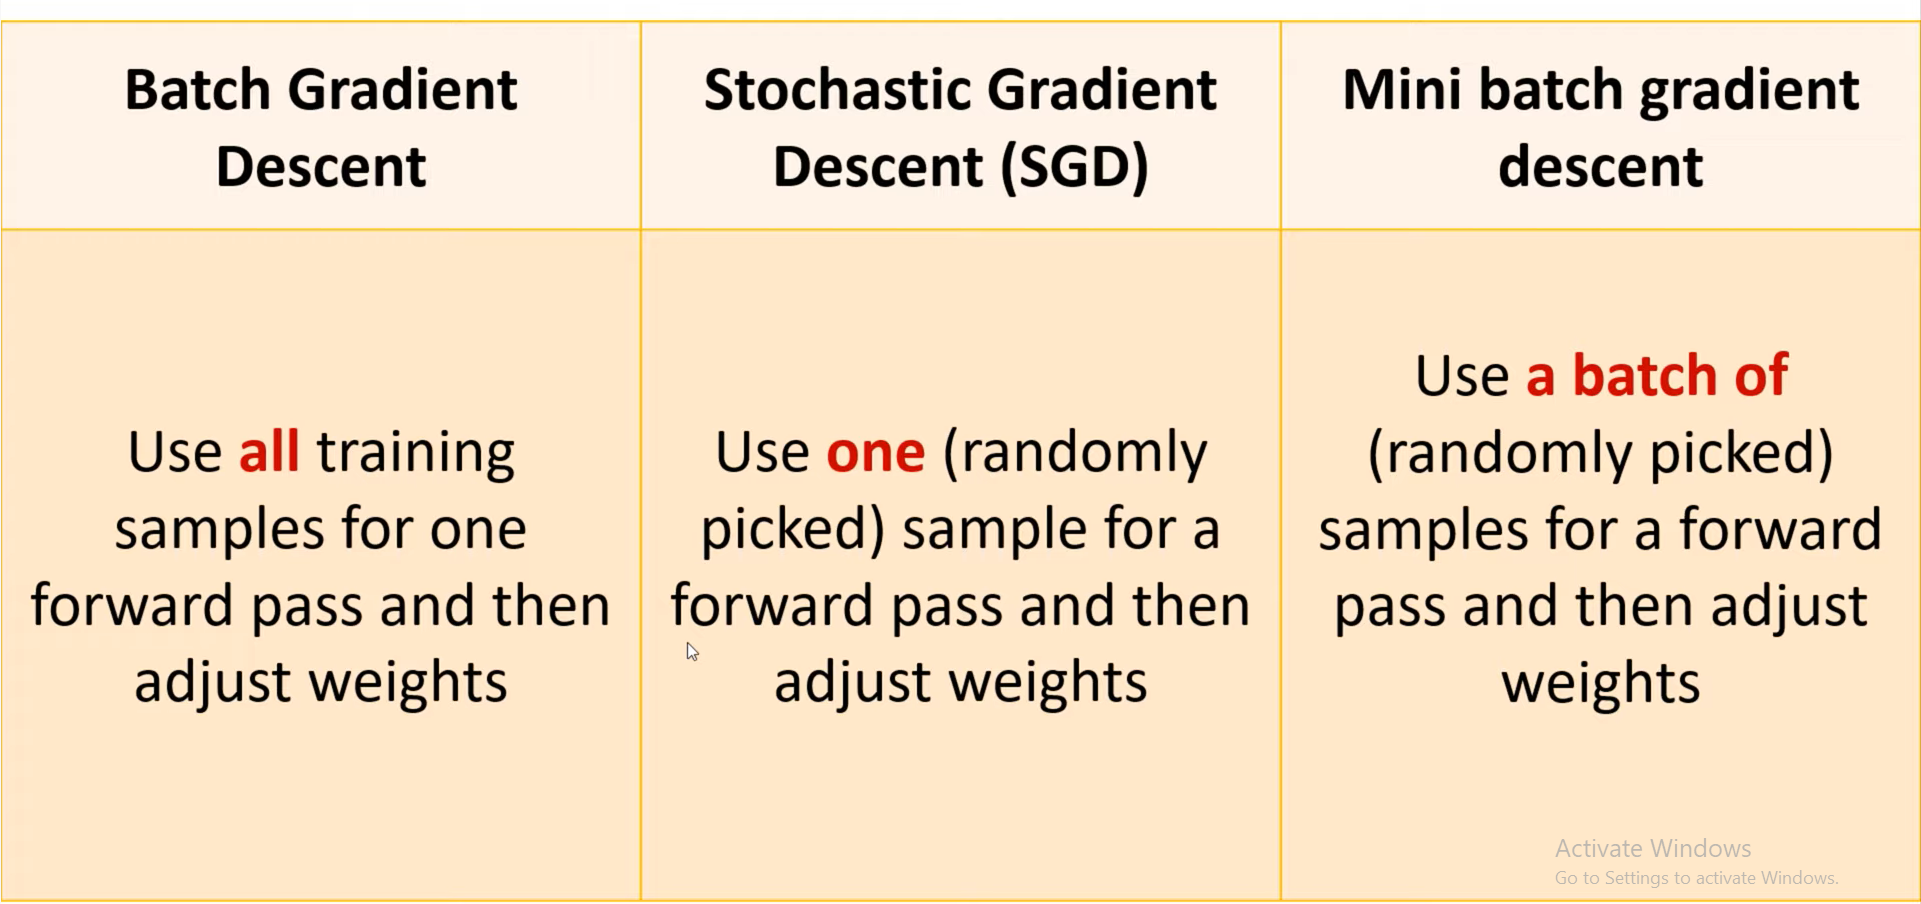 Batch Gradient
Descent
Stochastic Gradient
Descent (SGD)
Mini batch gradient
descent
Use all training
samples for one
forward pass and then
adjust weights
Use one (randomly
picked) sample for a
forward pass and then
adjust weights
Use a batch of
(randomly picked)
samples for a forward
pass and then adjust
weights
Activate Windows
Go to Settings to activate Windows.